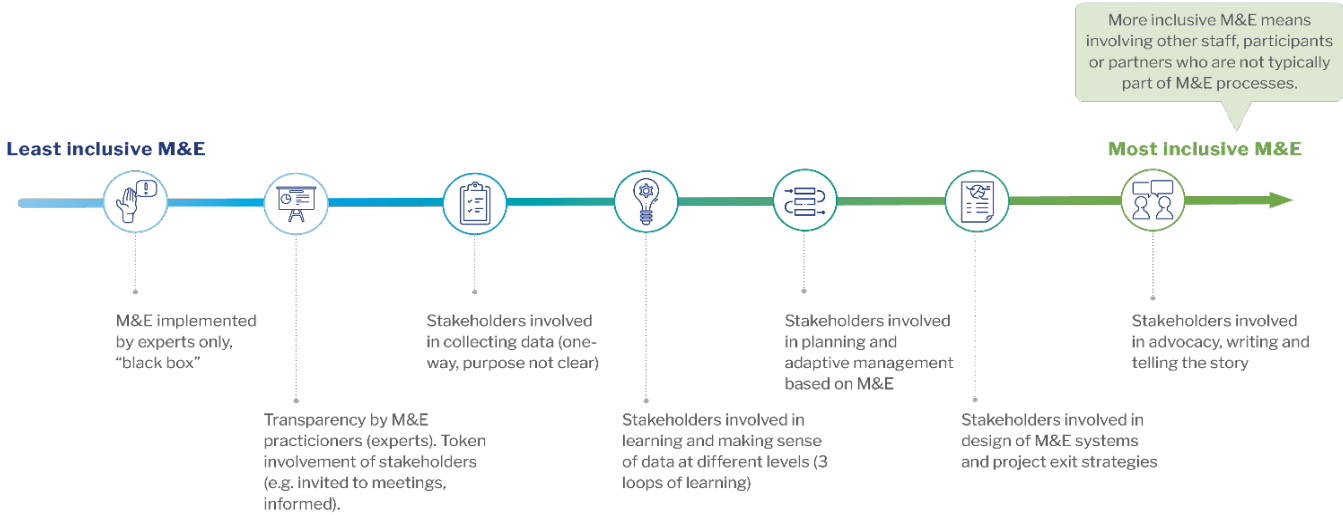 More inclusive M&E means
involving other staff, participants
or partners who are not typically
part of M&E processes.
Least inclusive M&E
Most inclusive M&E
M&E implemented
by experts only,
“black box”
Transparency by M&E
practicioners (experts). Token
involvement of stakeholders
(e.g. invited to meetings,
informed).
Stakeholders involved
in collecting data (one-
way, purpose not clear)
Stakeholders involved in
learning and making sense
of data at different levels (3
loops of learning)
Stakeholders involved
in planning and
adaptive management
based on M&E
Stakeholders involved in
design of M&E systems
and project exit strategies
Stakeholders involved
in advocacy, writing and
telling the story